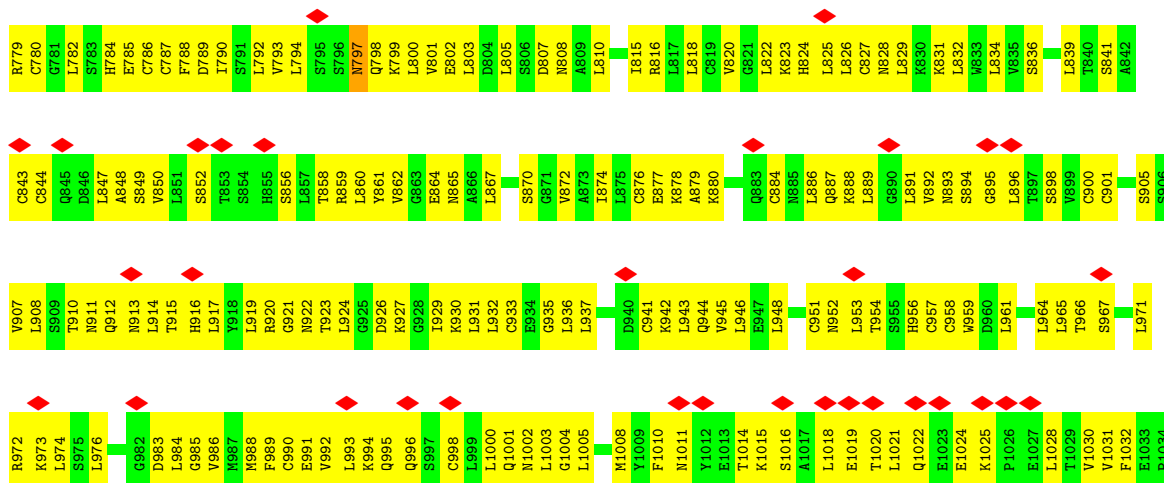 R779 C780 G781 L782 S783 H784 E785 C786 C787 F788 D789 I790 S791 L792 V793 L794 S795 S796 N797 Q798 K799 L800 V801 E802 L803 D804 L805 S806 D807 N808 A809 L810 I815 R816 L817 L818 C819 V820 G821 L822 K823 H824 L825 L826 C827 N828 L829 K830 K831 L832 W833 L834 V835 S836 L839 T840 S841 A842
C843 C844 Q845 D846 L847 A848 S849 V850 L851 S852 T853 S854 H855 S856 L857 T858 R859 L860 Y861 V862 G863 E864 N865 A866 L867 S870 G871 V872 A873 I874 L875 C876 E877 K878 A879 K880 Q883 C884 N885 L886 Q887 K888 L889 G890 L891 V892 N893 S894 G895 L896 T897 S898 V899 C900 C901 S905 S906
V907 L908 S909 T910 N911 Q912 N913 L914 T915 H916 L917 Y918 L919 R920 G921 N922 T923 L924 G925 D926 K927 G928 I929 K930 L931 L932 C933 E934 G935 L936 L937 D940 C941 K942 L943 Q944 V945 L946 E947 L948 C951 N952 L953 T954 S955 H956 C957 C958 W959 D960 L961 L964 L965 T966 S967 L971
R972 K973 L974 S975 L976 G982 D983 L984 G985 V986 M987 M988 F989 C990 E991 V992 L993 K994 Q995 Q996 S997 C998 L999 L1000 Q1001 N1002 L1003 G1004 L1005 M1008 Y1009 F1010 N1011 Y1012 E1013 T1014 K1015 S1016 A1017 L1018 E1019 T1020 L1021 Q1022 E1023 E1024 K1025 P1026 E1027 L1028 T1029 V1030 V1031 F1032 E1033 P1034